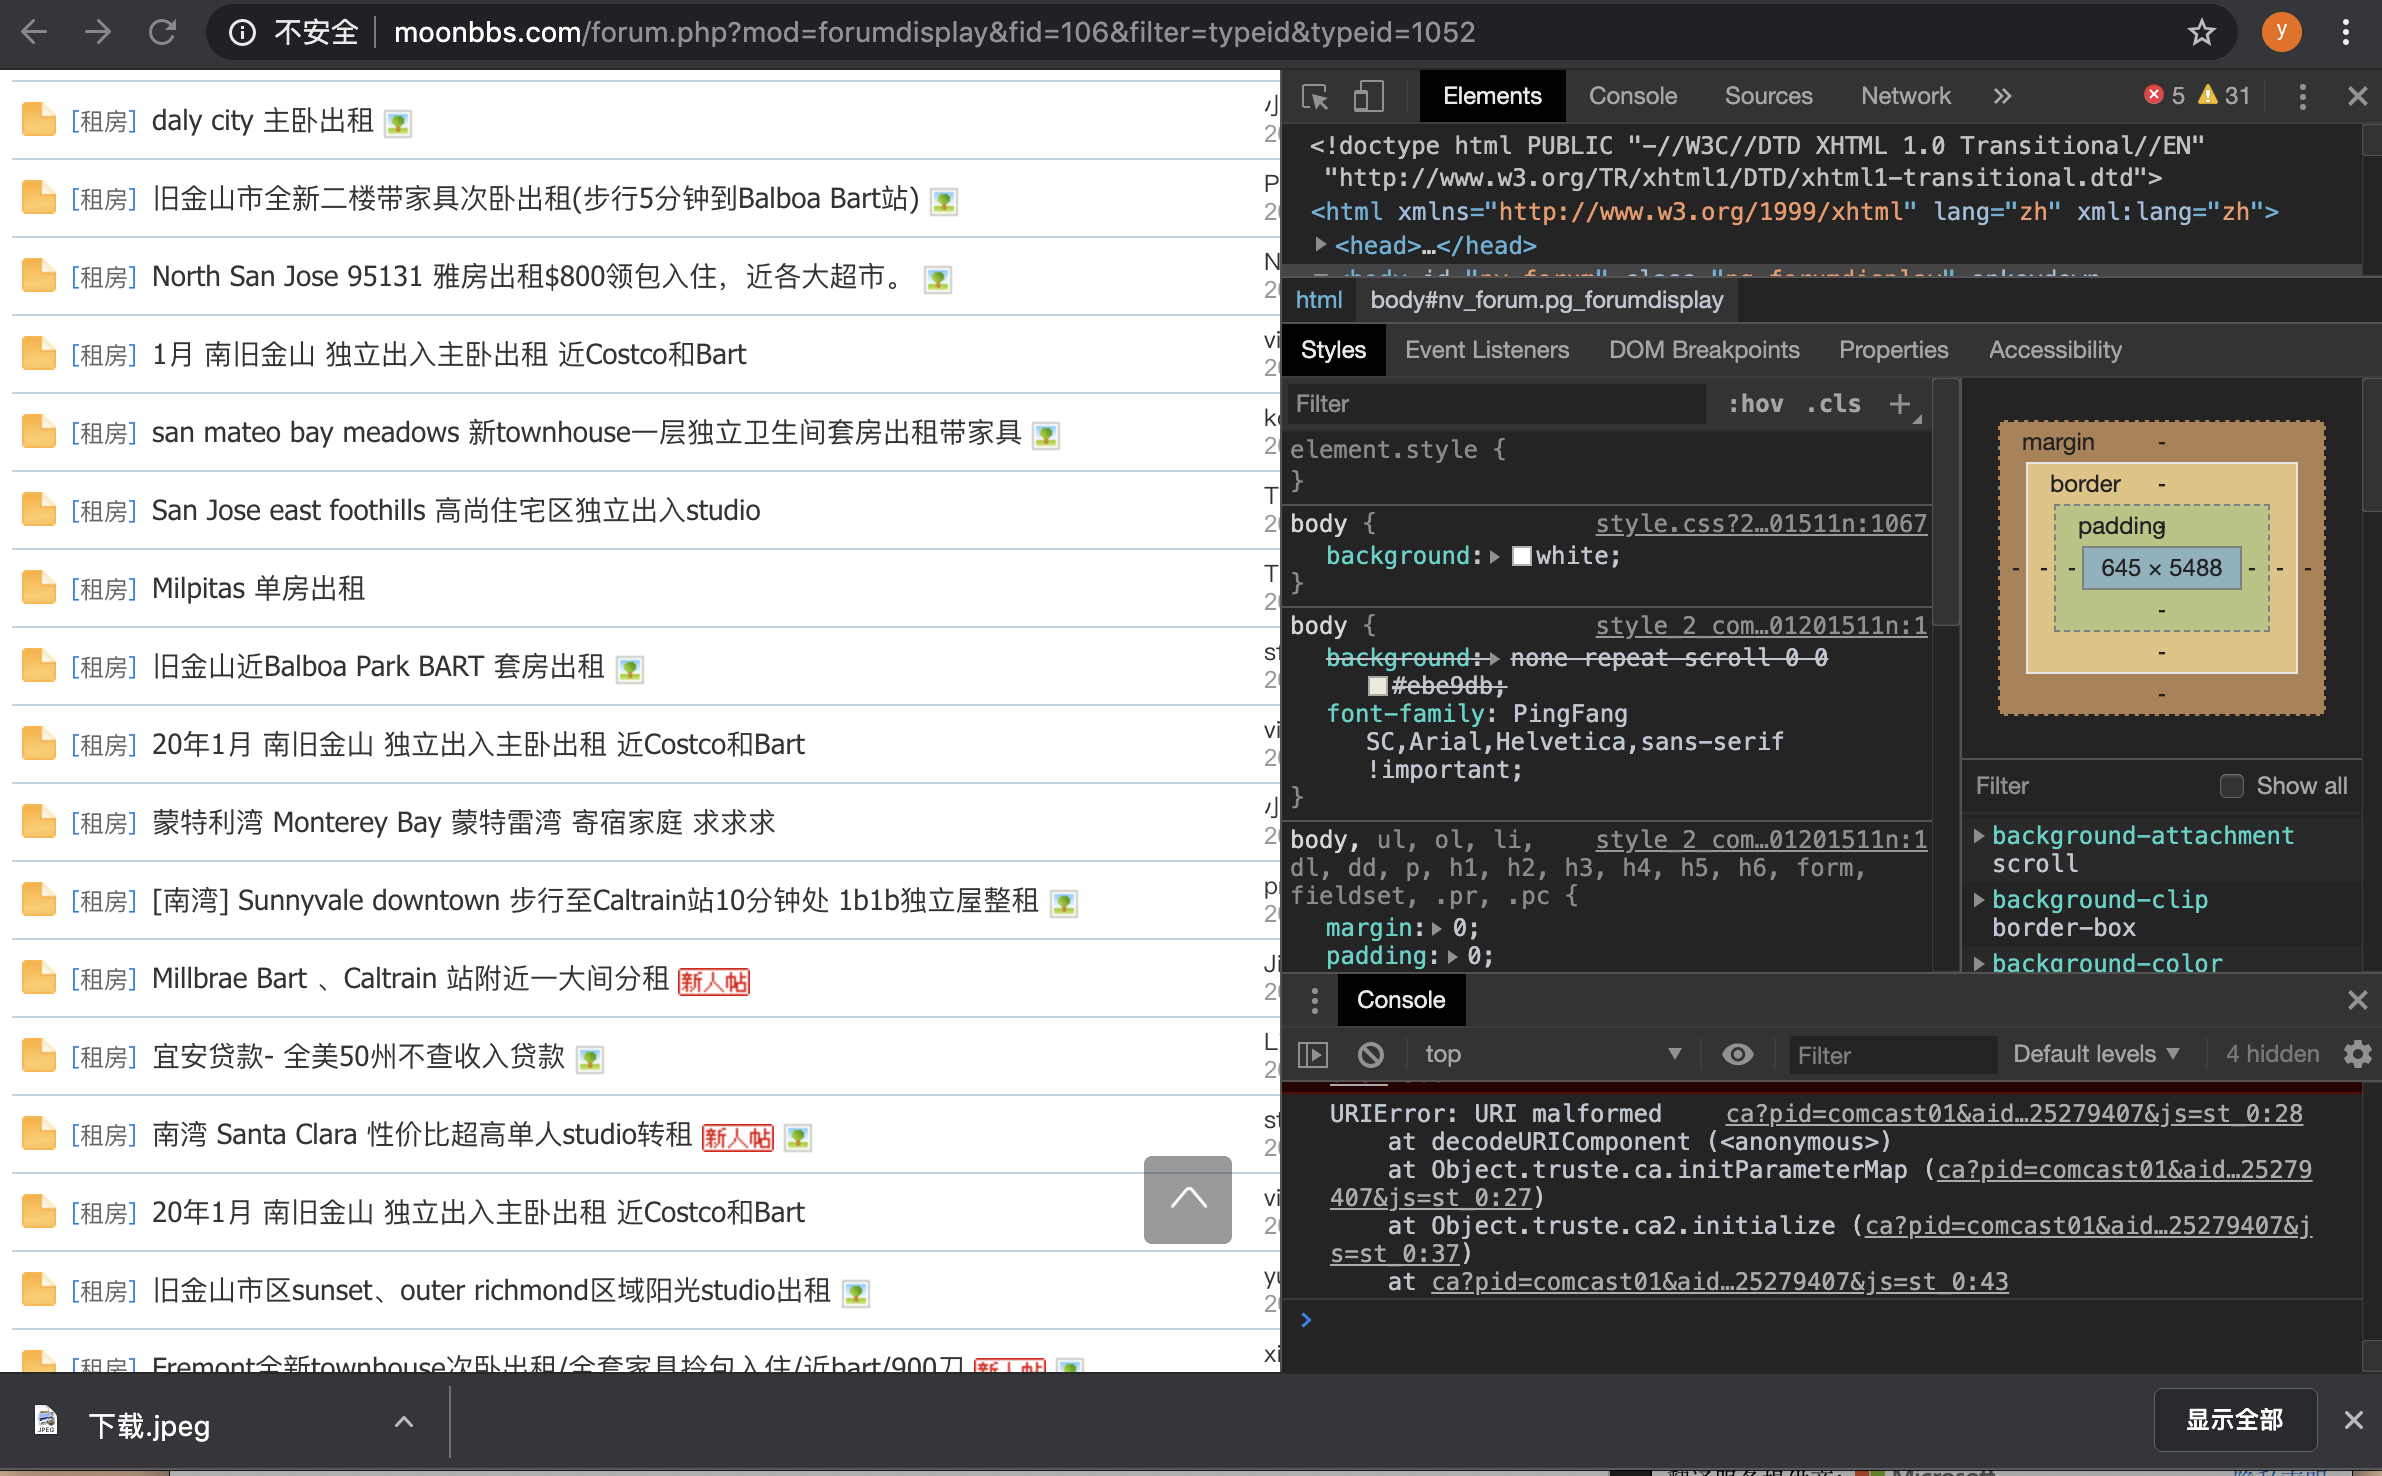 不安全 moonbbs.com/forum.php?mod=forumdisplay&fid=106&filter=typeid&typeid=1052
y
[租房] daly city 主卧出租
[租房] 旧金山市全新二楼带家具次卧出租(步行5分钟到Balboa Bart站)
[租房] North San Jose 95131 雅房出租$800领包入住，近各大超市。
[租房] 1月 南旧金山 独立出入主卧出租 近Costco和Bart
[租房] san mateo bay meadows 新townhouse一层独立卫生间套房出租带家具
[租房] San Jose east foothills 高尚住宅区独立出入studio
[租房] Milpitas 单房出租
[租房] 旧金山近Balboa Park BART 套房出租
[租房] 20年1月 南旧金山 独立出入主卧出租 近Costco和Bart
[租房] 蒙特利湾 Monterey Bay 蒙特雷湾 寄宿家庭 求求求
[租房] [南湾] Sunnyvale downtown 步行至Caltrain站10分钟处 1b1b独立屋整租
[租房] Millbrae Bart 、Caltrain 站附近一大间分租 新人帖
[租房] 宜安贷款- 全美50州不查收入贷款
[租房] 南湾 Santa Clara 性价比超高单人studio转租 新人帖
[租房] 20年1月 南旧金山 独立出入主卧出租 近Costco和Bart
[租房] 旧金山市区sunset、outer richmond区域阳光studio出租
[租房] Fremont全新townhouse次卧出租/全套家具拎包入住/近bart/900刀 新人帖
Elements Console Sources Network » 5 31
<!doctype html PUBLIC "-//W3C//DTD XHTML 1.0 Transitional//EN"
"http://www.w3.org/TR/xhtml1/DTD/xhtml1-transitional.dtd">
<html xmlns="http://www.w3.org/1999/xhtml" lang="zh" xml:lang="zh">
<head>…</head>
<body id="nv_forum" class="pg_forumdisplay" onkeydown
html body#nv_forum.pg_forumdisplay
Styles Event Listeners DOM Breakpoints Properties Accessibility
Filter :hov .cls +
element.style {
}
body { style.css?2…01511n:1067
background: white;
}
body { style_2_com…01201511n:1
background: none repeat scroll 0 0
#ebe9db;
font-family: PingFang
SC,Arial,Helvetica,sans-serif
!important;
}
body, ul, ol, li, style_2_com…01201511n:1
dl, dd, p, h1, h2, h3, h4, h5, h6, form,
fieldset, .pr, .pc {
margin: 0;
padding: 0;
margin -
border -
padding -
- - - 645 × 5488 - - -
-
-
-
Filter Show all
background-attachment
scroll
background-clip
border-box
background-color
Console
top Filter Default levels 4 hidden
URIError: URI malformed ca?pid=comcast01&aid…25279407&js=st_0:28
at decodeURIComponent (<anonymous>)
at Object.truste.ca.initParameterMap (ca?pid=comcast01&aid…25279
407&js=st_0:27)
at Object.truste.ca2.initialize (ca?pid=comcast01&aid…25279407&j
s=st_0:37)
at ca?pid=comcast01&aid…25279407&js=st_0:43
下载.jpeg
显示全部